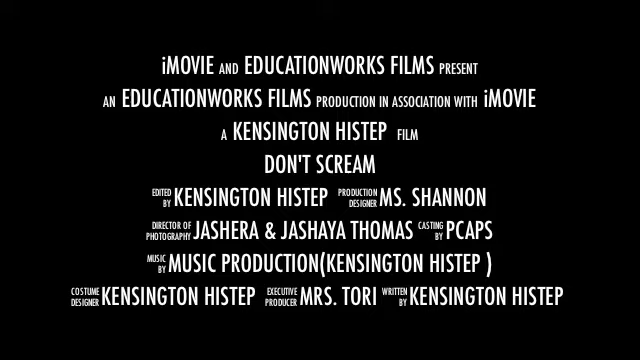 iMOVIE AND EDUCATIONWORKS FILMS PRESENT
AN EDUCATIONWORKS FILMS PRODUCTION IN ASSOCIATION WITH iMOVIE
A KENSINGTON HISTEP FILM
DON'T SCREAM
EDITED BY KENSINGTON HISTEP PRODUCTION DESIGNER MS. SHANNON
DIRECTOR OF PHOTOGRAPHY JASHERA & JASHAYA THOMAS CASTING BY PCAPS
MUSIC BY MUSIC PRODUCTION(KENSINGTON HISTEP )
COSTUME DESIGNER KENSINGTON HISTEP EXECUTIVE PRODUCER MRS. TORI WRITTEN BY KENSINGTON HISTEP